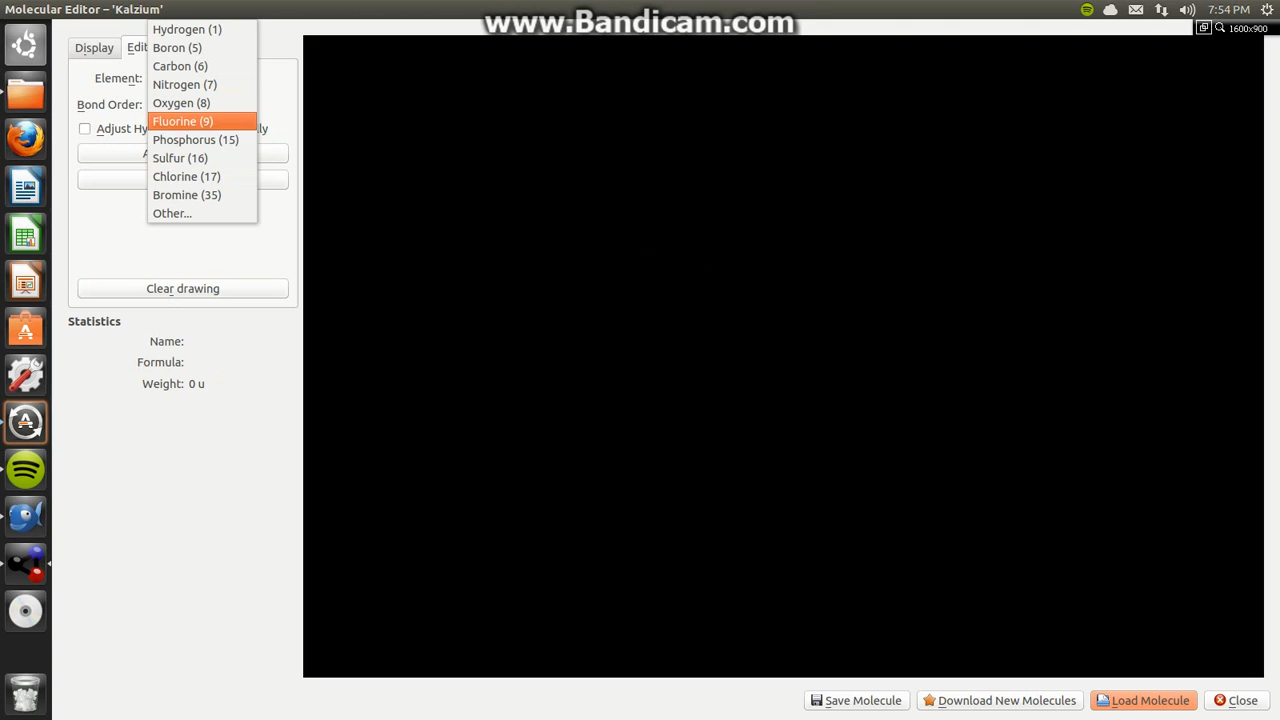 Molecular Editor – 'Kalzium'
7:54 PM
www.Bandicam.com
1600x900
Display
Edit
Hydrogen (1)
Boron (5)
Carbon (6)
Nitrogen (7)
Oxygen (8)
Fluorine (9)
Phosphorus (15)
Sulfur (16)
Chlorine (17)
Bromine (35)
Other...
Element:
Bond Order:
Adjust Hy
lly
Clear drawing
Statistics
Name:
Formula:
Weight: 0 u
Save Molecule
Download New Molecules
Load Molecule
Close